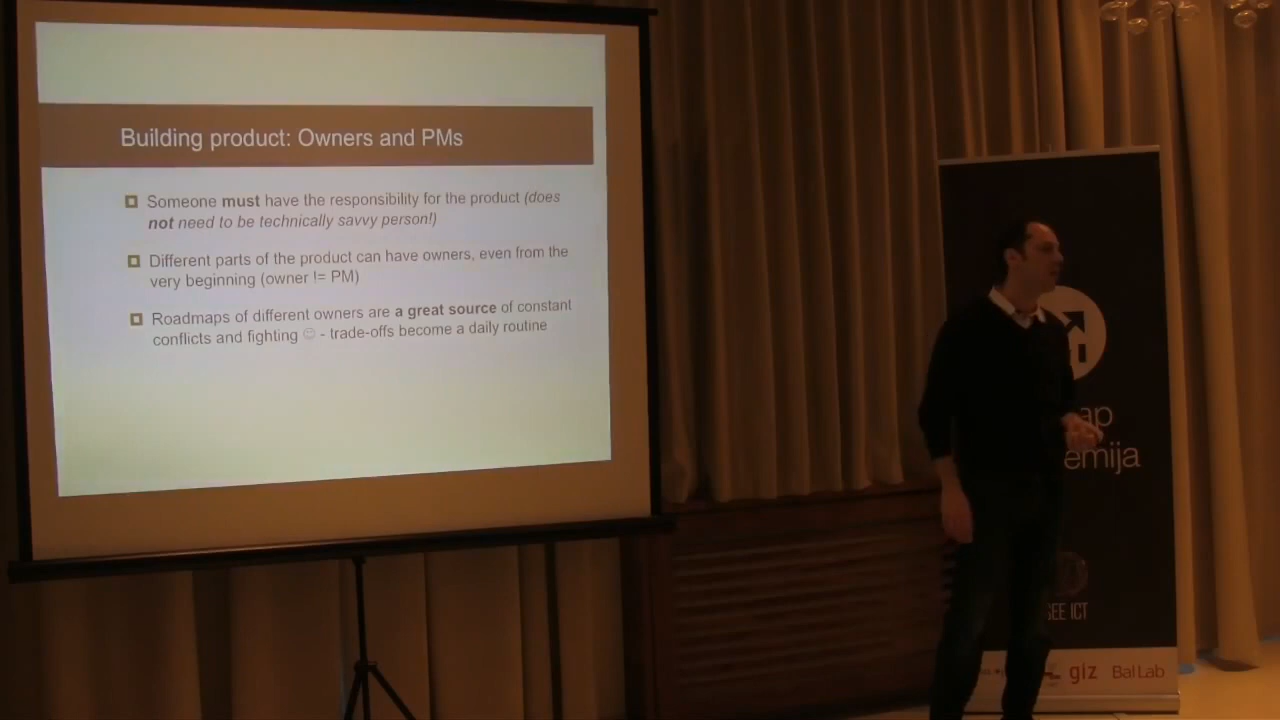 Building product: Owners and PMs
Someone must have the responsibility for the product (does
not need to be technically savvy person!)
Different parts of the product can have owners, even from the
very beginning (owner != PM)
Roadmaps of different owners are a great source of constant
conflicts and fighting ☺ - trade-offs become a daily routine
ap
emija
SEE ICT
giz Bal Lab